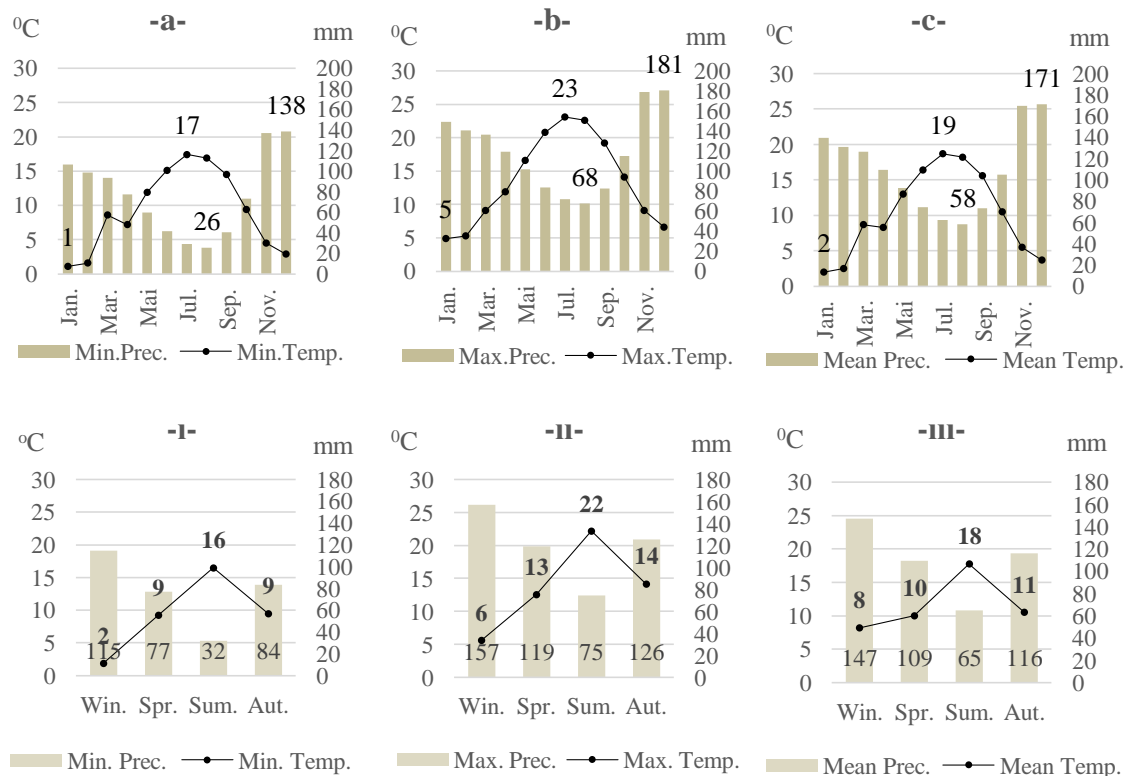 -a-
⁰C
mm
30
25
20
15
10
5
0
200
180
160
140
120
100
80
60
40
20
0
1
17
26
138
Jan.
Mar.
Mai
Jul.
Sep.
Nov.
Min.Prec.
Min.Temp.
-b-
⁰C
mm
30
25
20
15
10
5
0
200
180
160
140
120
100
80
60
40
20
0
5
23
68
181
Jan.
Mar.
Mai
Jul.
Sep.
Nov.
Max.Prec.
Max.Temp.
-c-
⁰C
mm
30
25
20
15
10
5
0
200
180
160
140
120
100
80
60
40
20
0
2
19
58
171
Jan.
Mar.
Mai
Jul.
Sep.
Nov.
Mean Prec.
Mean Temp.
-I-
⁰C
mm
30
25
20
15
10
5
0
180
160
140
120
100
80
60
40
20
0
2
9
16
9
115
77
32
84
Win. Spr. Sum. Aut.
Min. Prec.
Min. Temp.
-II-
⁰C
mm
30
25
20
15
10
5
0
180
160
140
120
100
80
60
40
20
0
6
13
22
14
157
119
75
126
Win. Spr. Sum. Aut.
Max. Prec.
Max. Temp.
-III-
⁰C
mm
30
25
20
15
10
5
0
180
160
140
120
100
80
60
40
20
0
8
10
18
11
147
109
65
116
Win. Spr. Sum. Aut.
Mean Prec.
Mean Temp.